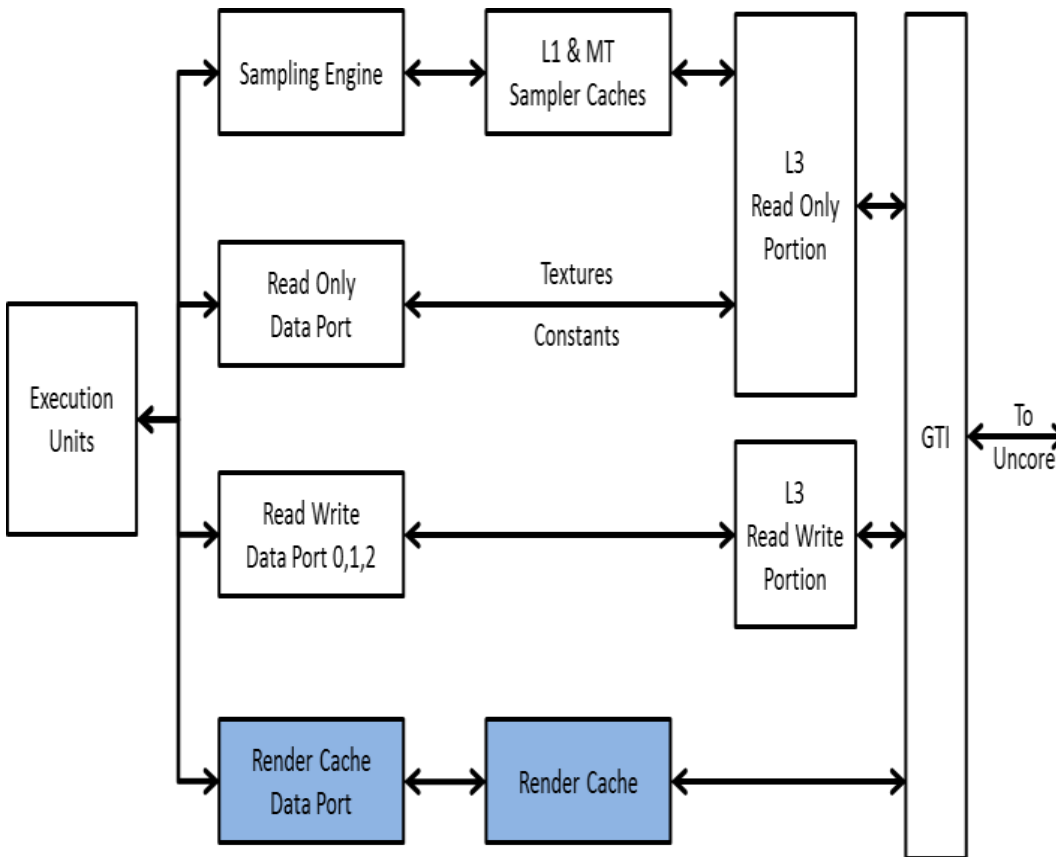 Sampling Engine
L1 & MT
Sampler Caches
L3
Read Only
Portion
Read Only
Data Port
Textures
Constants
Execution
Units
GTI
To
Uncore
Read Write
Data Port 0,1,2
L3
Read Write
Portion
Render Cache
Data Port
Render Cache